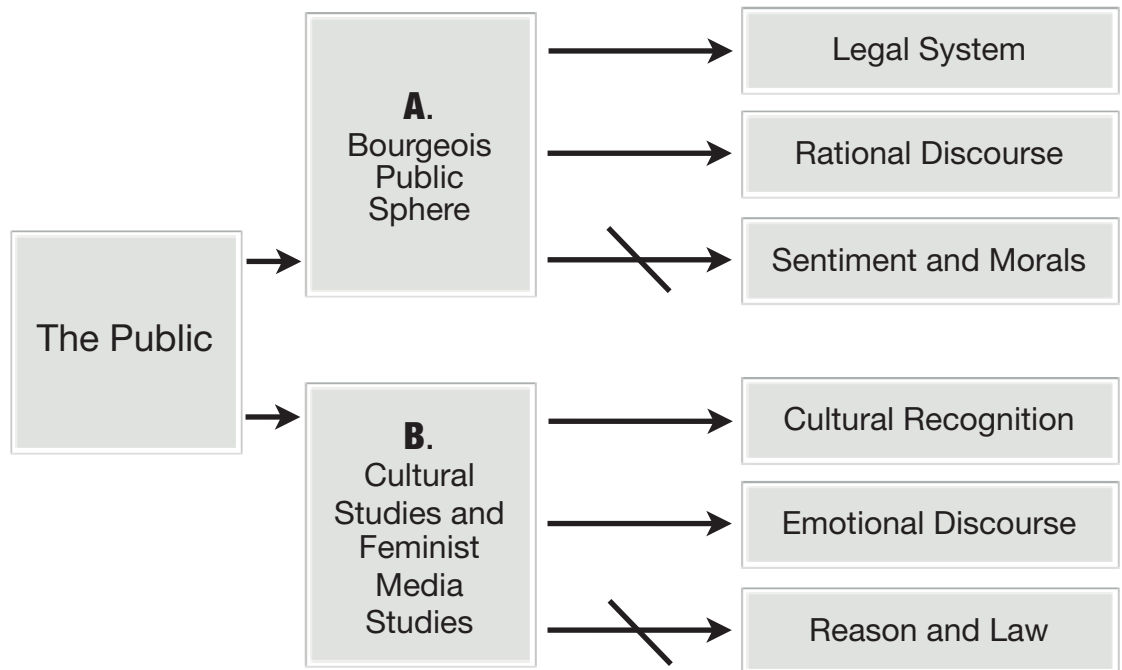 The Public
A.
Bourgeois
Public
Sphere
Legal System
Rational Discourse
Sentiment and Morals
B.
Cultural
Studies and
Feminist
Media
Studies
Cultural Recognition
Emotional Discourse
Reason and Law